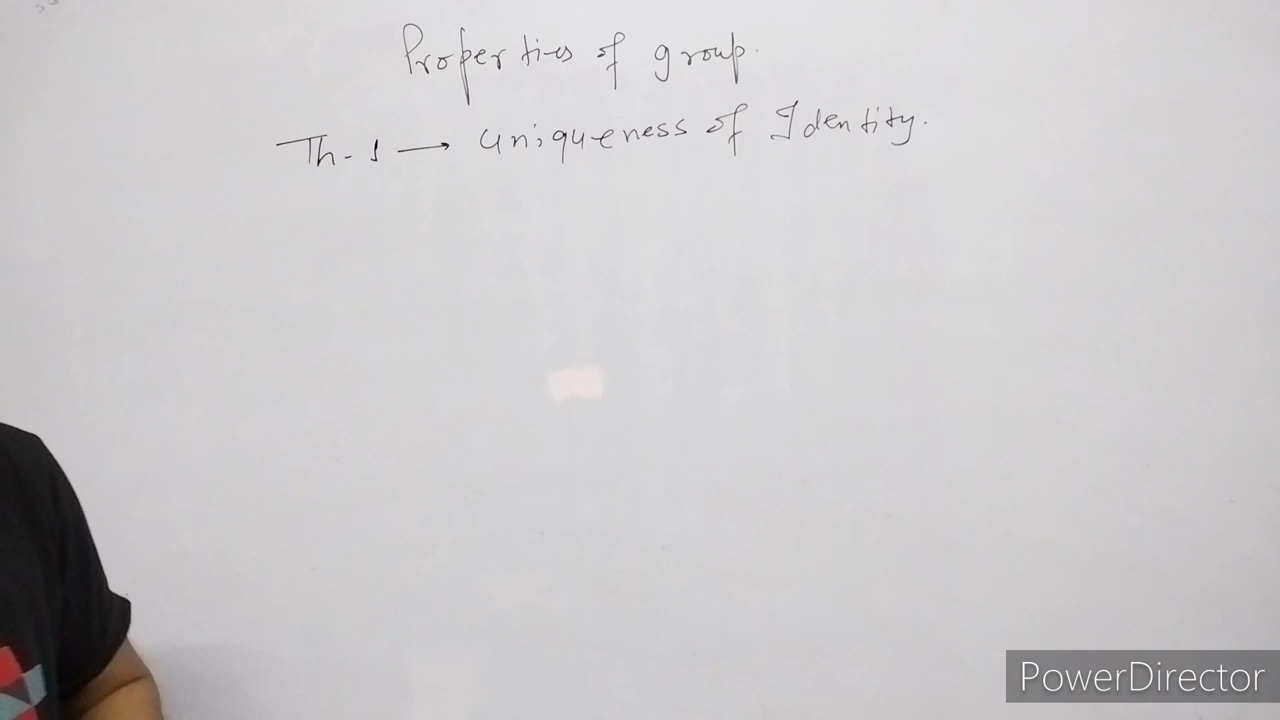 Properties of group.
Th-1 → Uniqueness of Identity.
PowerDirector